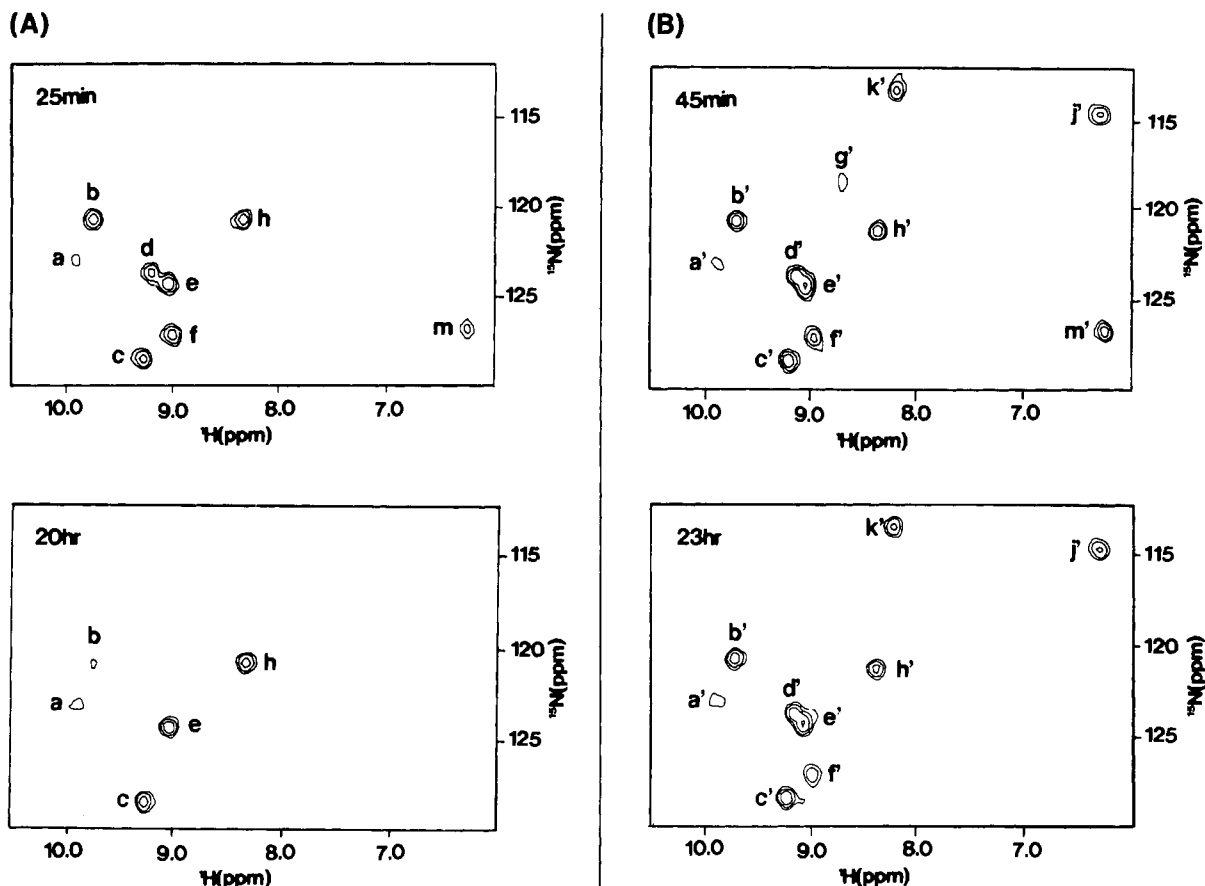 (A)
25min
b
h
a
d
e
f
m
c
115
120
125
¹⁵N(ppm)
10.0 9.0 8.0 7.0
¹H(ppm)
20hr
b
h
a
e
c
115
120
125
¹⁵N(ppm)
10.0 9.0 8.0 7.0
¹H(ppm)
(B)
45min
k'
j'
g'
b'
h'
a'
d'
e'
f'
m'
c'
115
120
125
¹⁵N(ppm)
10.0 9.0 8.0 7.0
¹H(ppm)
23hr
k'
j'
b'
h'
a'
d'
e'
f'
c'
115
120
125
¹⁵N(ppm)
10.0 9.0 8.0 7.0
¹H(ppm)